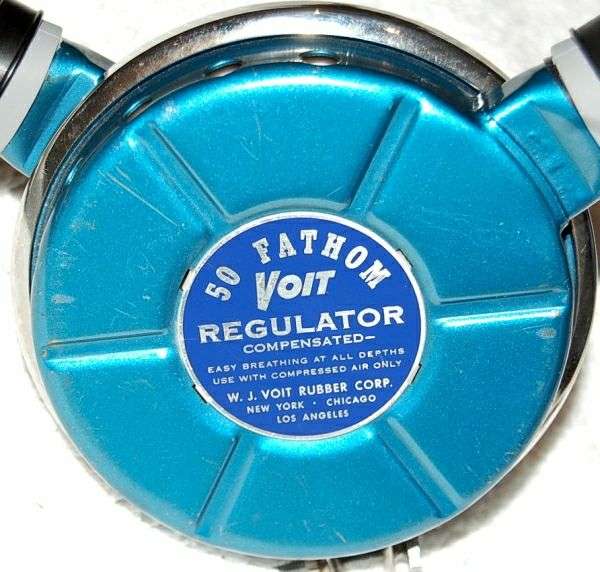 50 FATHOM
VOIT
REGULATOR
COMPENSATED-
EASY BREATHING AT ALL DEPTHS
USE WITH COMPRESSED AIR ONLY
W. J. VOIT RUBBER CORP.
NEW YORK · CHICAGO
LOS ANGELES